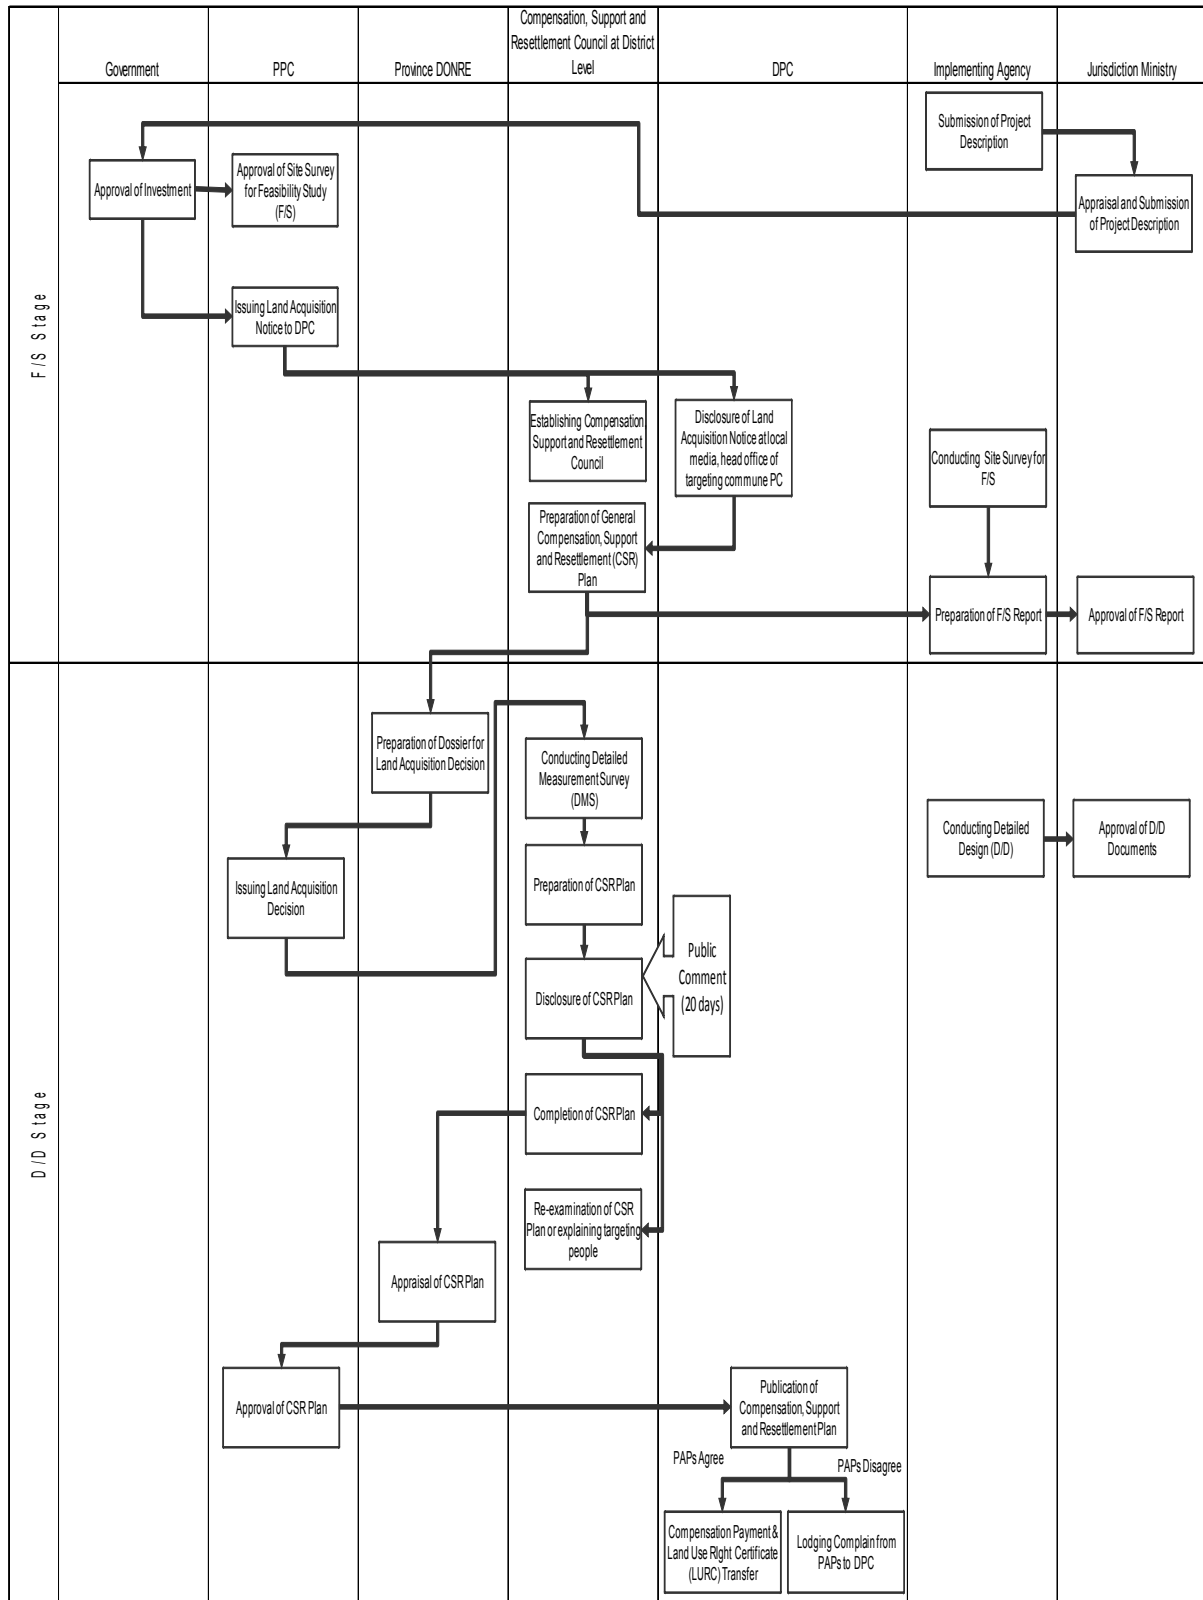 Government
PPC
Province DONRE
Compensation, Support and
Resettlement Council at District
Level
DPC
Implementing Agency
Jurisdiction Ministry
F/S Stage
Submission of Project
Description
Approval of Investment
Approval of Site Survey
for Feasibility Study
(F/S)
Appraisal and Submission
of Project Description
Issuing Land Acquisition
Notice to DPC
Establishing Compensation,
Support and Resettlement
Council
Disclosure of Land
Acquisition Notice at local
media, head office of
targeting commune PC
Conducting Site Survey for
F/S
Preparation of General
Compensation, Support
and Resettlement (CSR)
Plan
Preparation of F/S Report
Approval of F/S Report
D/D Stage
Preparation of Dossier for
Land Acquisition Decision
Conducting Detailed
Measurement Survey
(DMS)
Conducting Detailed
Design (D/D)
Approval of D/D
Documents
Issuing Land Acquisition
Decision
Preparation of CSR Plan
Public
Comment
(20 days)
Disclosure of CSR Plan
Completion of CSR Plan
Re-examination of CSR
Plan or explaining targeting
people
Appraisal of CSR Plan
Approval of CSR Plan
Publication of
Compensation, Support
and Resettlement Plan
PAPs Agree
PAPs Disagree
Compensation Payment &
Land Use RIght Certificate
(LURC) Transfer
Lodging Complain from
PAPs to DPC